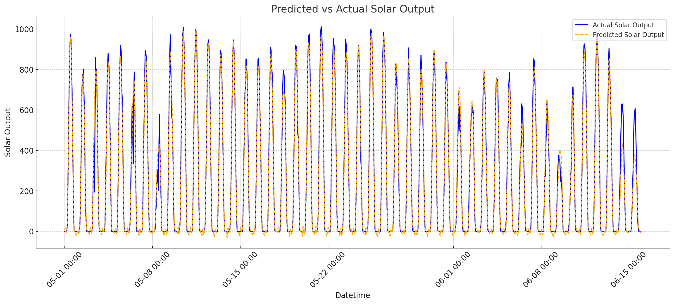 Predicted vs Actual Solar Output
Actual Solar Output
Predicted Solar Output
1000
800
600
400
200
0
Solar Output
05-01 00:00
05-08 00:00
05-15 00:00
05-22 00:00
06-01 00:00
06-08 00:00
06-15 00:00
Datetime